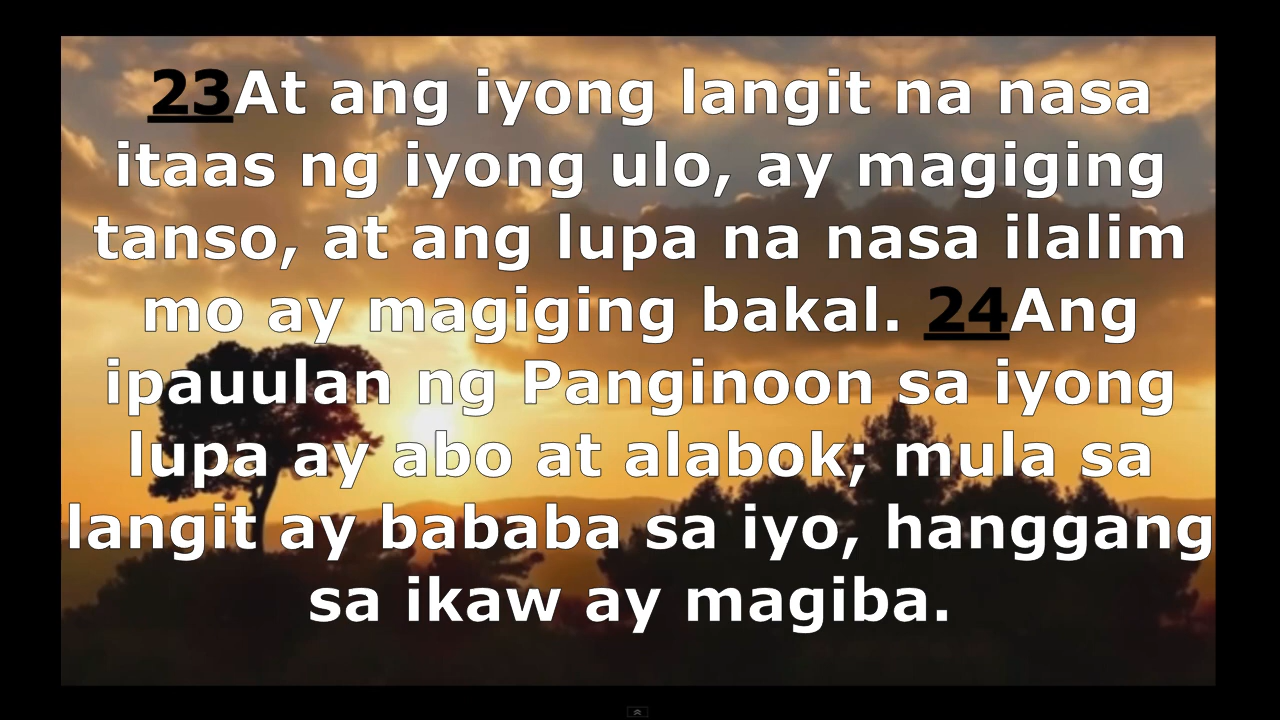 23At ang iyong langit na nasa
itaas ng iyong ulo, ay magiging
tanso, at ang lupa na nasa ilalim
mo ay magiging bakal. 24Ang
ipauulan ng Panginoon sa iyong
lupa ay abo at alabok; mula sa
langit ay bababa sa iyo, hanggang
sa ikaw ay magiba.